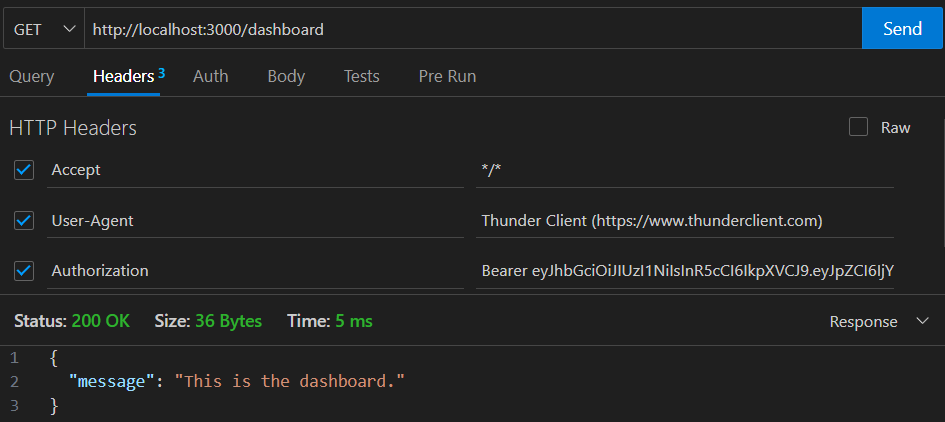 GET http://localhost:3000/dashboard Send
Query Headers 3 Auth Body Tests Pre Run
HTTP Headers Raw
Accept */*
User-Agent Thunder Client (https://www.thunderclient.com)
Authorization Bearer eyJhbGciOiJIUzI1NiIsInR5cCI6IkpXVCJ9.eyJpZCI6IjY
Status: 200 OK Size: 36 Bytes Time: 5 ms Response
1 {
2 "message": "This is the dashboard."
3 }